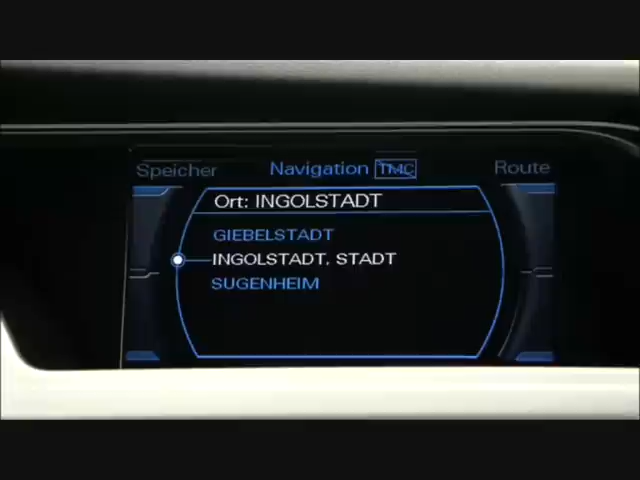 Speicher Navigation TMC Route
Ort: INGOLSTADT
GIEBELSTADT
INGOLSTADT, STADT
SUGENHEIM